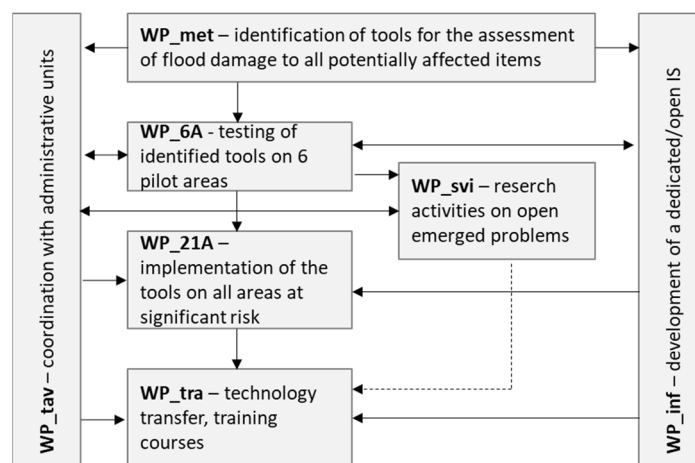 WP_tav – coordination with administrative units
WP_met – identification of tools for the assessment
of flood damage to all potentially affected items
WP_6A - testing of
identified tools on 6
pilot areas
WP_svi – reserch
activities on open
emerged problems
WP_21A –
implementation of the
tools on all areas at
significant risk
WP_tra – technology
transfer, training
courses
WP_inf – development of a dedicated/open IS